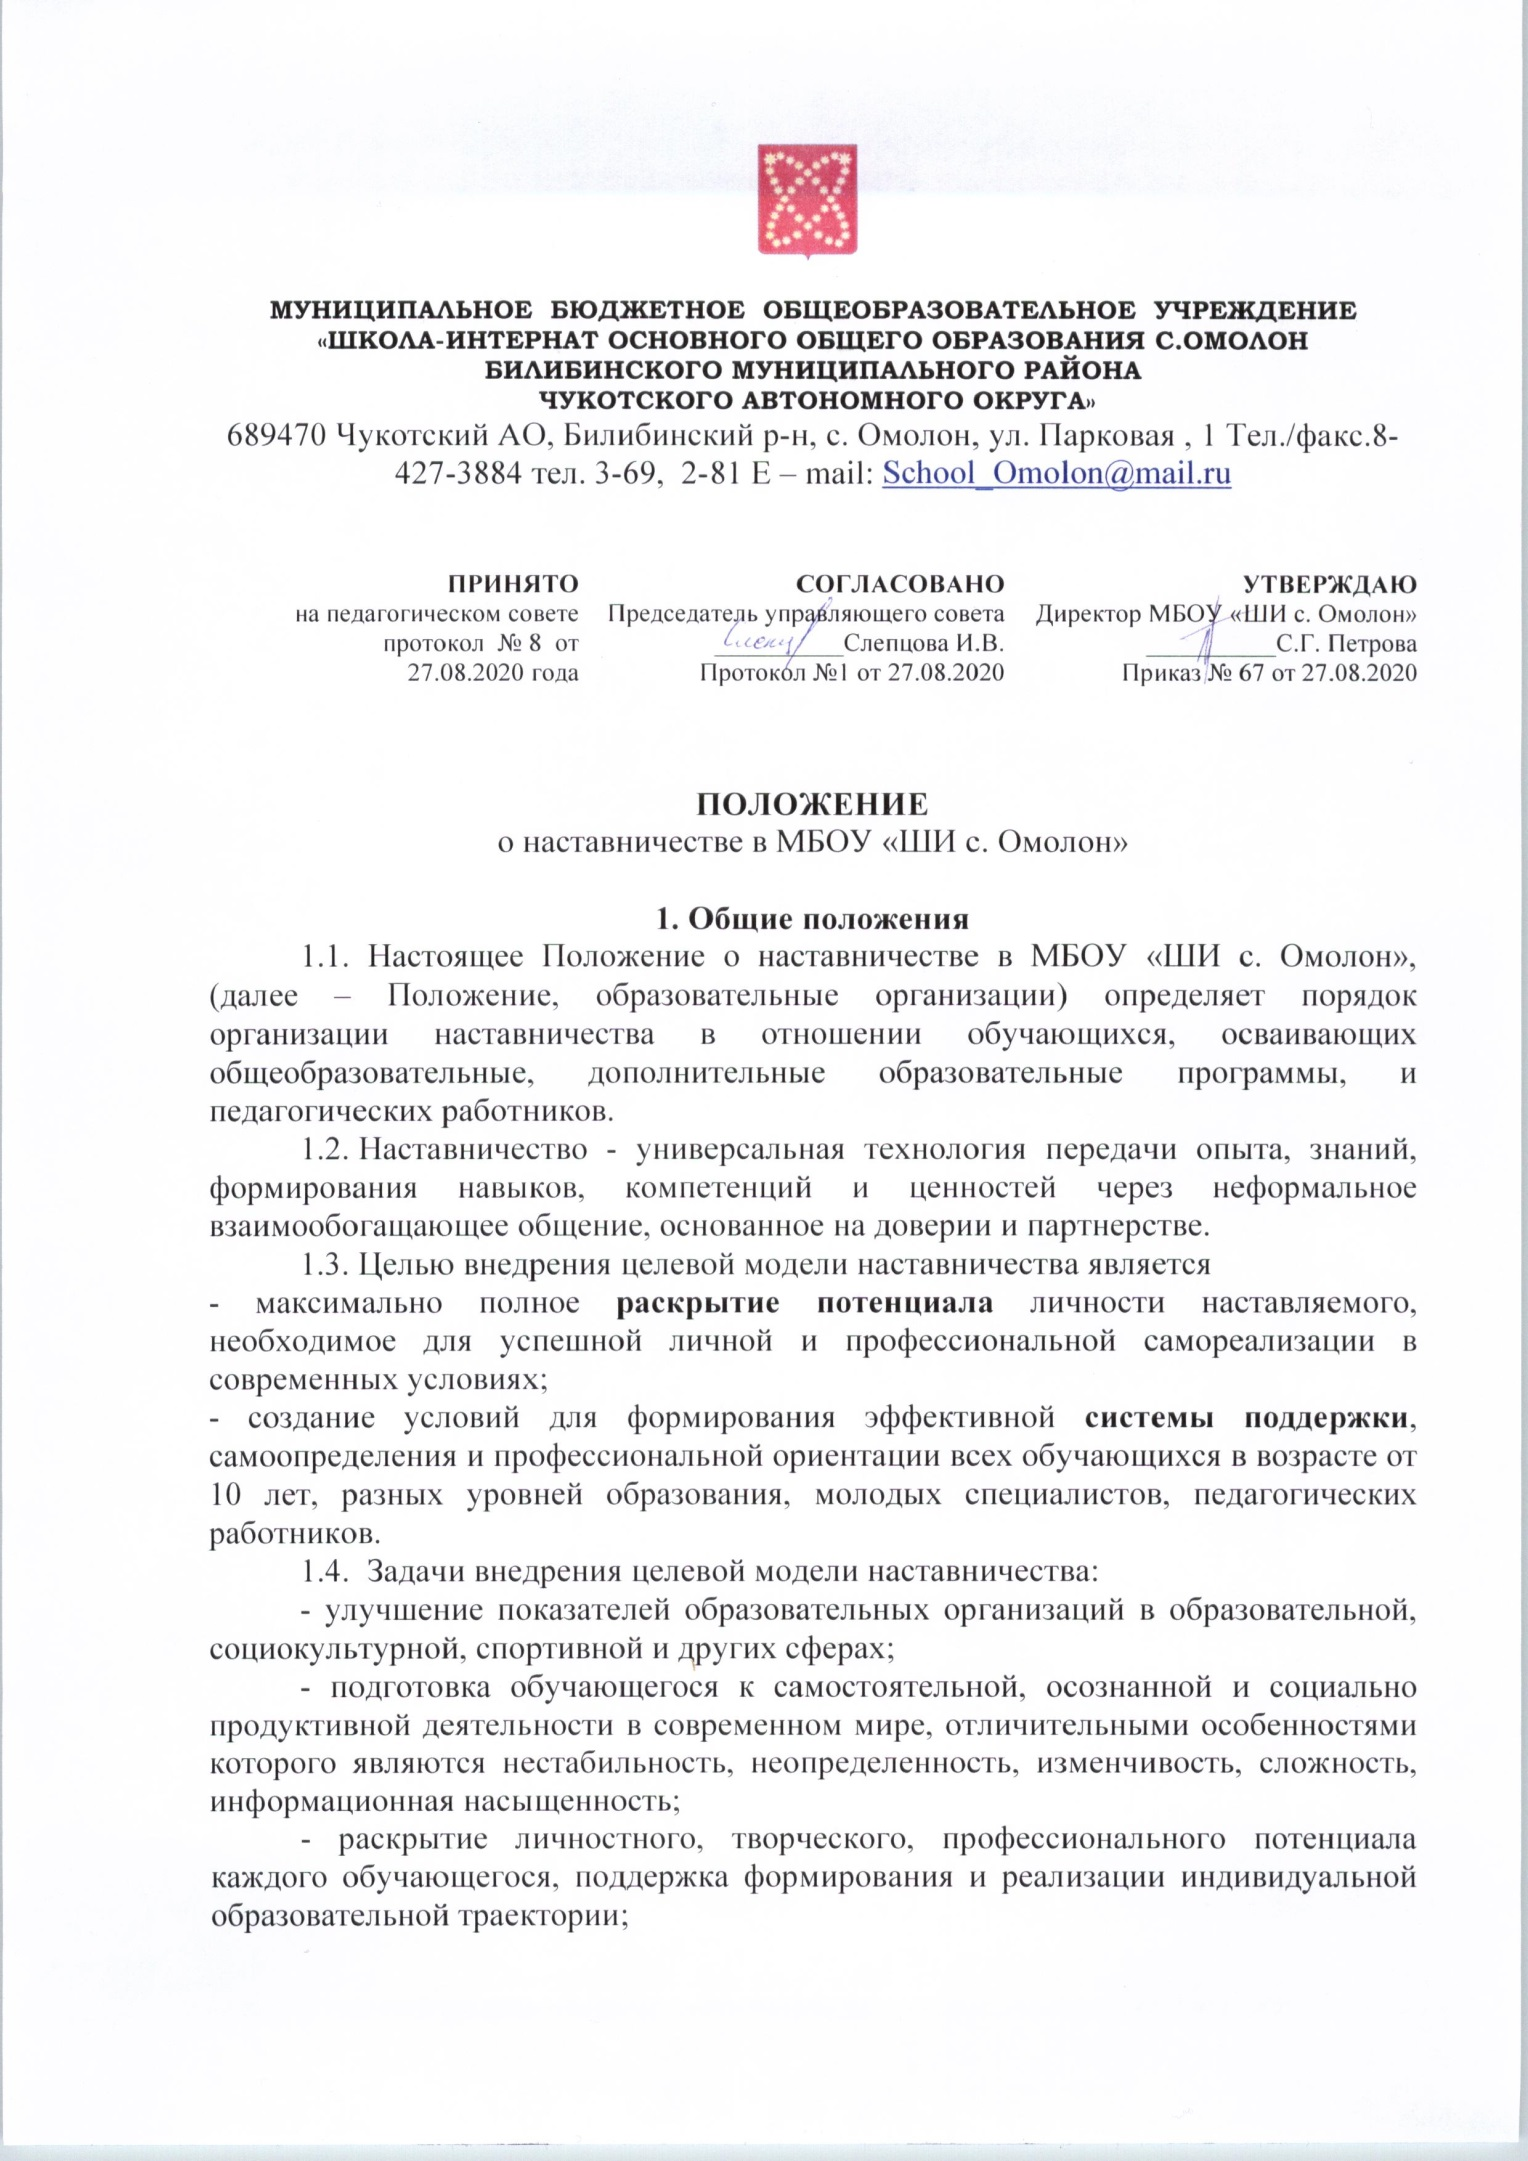 МУНИЦИПАЛЬНОЕ БЮДЖЕТНОЕ ОБЩЕОБРАЗОВАТЕЛЬНОЕ УЧРЕЖДЕНИЕ
«ШКОЛА-ИНТЕРНАТ ОСНОВНОГО ОБЩЕГО ОБРАЗОВАНИЯ С.ОМОЛОН
БИЛИБИНСКОГО МУНИЦИПАЛЬНОГО РАЙОНА
ЧУКОТСКОГО АВТОНОМНОГО ОКРУГА»
689470 Чукотский АО, Билибинский р-н, с. Омолон, ул. Парковая , 1 Тел./факс.8-
427-3884 тел. 3-69, 2-81 Е – mail: School_Omolon@mail.ru
ПРИНЯТО
на педагогическом совете
протокол № 8 от
27.08.2020 года
СОГЛАСОВАНО
Председатель управляющего совета
__________Слепцова И.В.
Протокол №1 от 27.08.2020
УТВЕРЖДАЮ
Директор МБОУ «ШИ с. Омолон»
__________С.Г. Петрова
Приказ № 67 от 27.08.2020
ПОЛОЖЕНИЕ
о наставничестве в МБОУ «ШИ с. Омолон»
1. Общие положения
1.1. Настоящее Положение о наставничестве в МБОУ «ШИ с. Омолон»,
(далее – Положение, образовательные организации) определяет порядок
организации наставничества в отношении обучающихся, осваивающих
общеобразовательные, дополнительные образовательные программы, и
педагогических работников.
1.2. Наставничество - универсальная технология передачи опыта, знаний,
формирования навыков, компетенций и ценностей через неформальное
взаимообогащающее общение, основанное на доверии и партнерстве.
1.3. Целью внедрения целевой модели наставничества является
- максимально полное раскрытие потенциала личности наставляемого,
необходимое для успешной личной и профессиональной самореализации в
современных условиях;
- создание условий для формирования эффективной системы поддержки,
самоопределения и профессиональной ориентации всех обучающихся в возрасте от
10 лет, разных уровней образования, молодых специалистов, педагогических
работников.
1.4. Задачи внедрения целевой модели наставничества:
- улучшение показателей образовательных организаций в образовательной,
социокультурной, спортивной и других сферах;
- подготовка обучающегося к самостоятельной, осознанной и социально
продуктивной деятельности в современном мире, отличительными особенностями
которого являются нестабильность, неопределенность, изменчивость, сложность,
информационная насыщенность;
- раскрытие личностного, творческого, профессионального потенциала
каждого обучающегося, поддержка формирования и реализации индивидуальной
образовательной траектории;